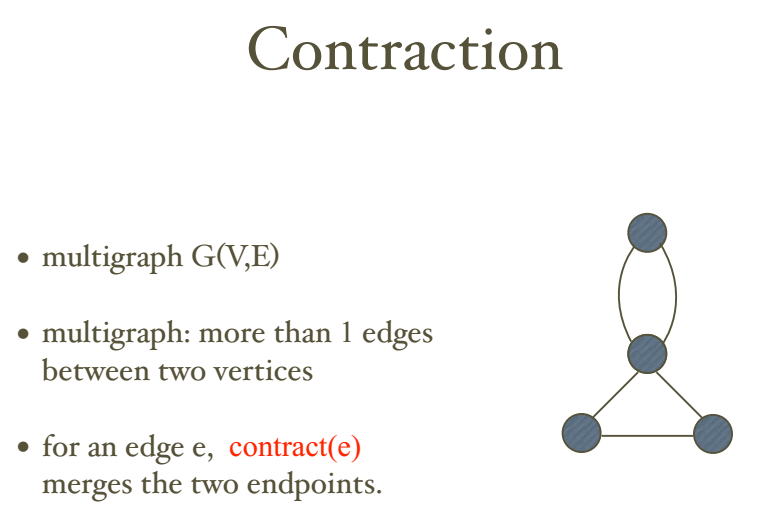 Contraction
• multigraph G(V,E)
• multigraph: more than 1 edges
between two vertices
• for an edge e, contract(e)
merges the two endpoints.